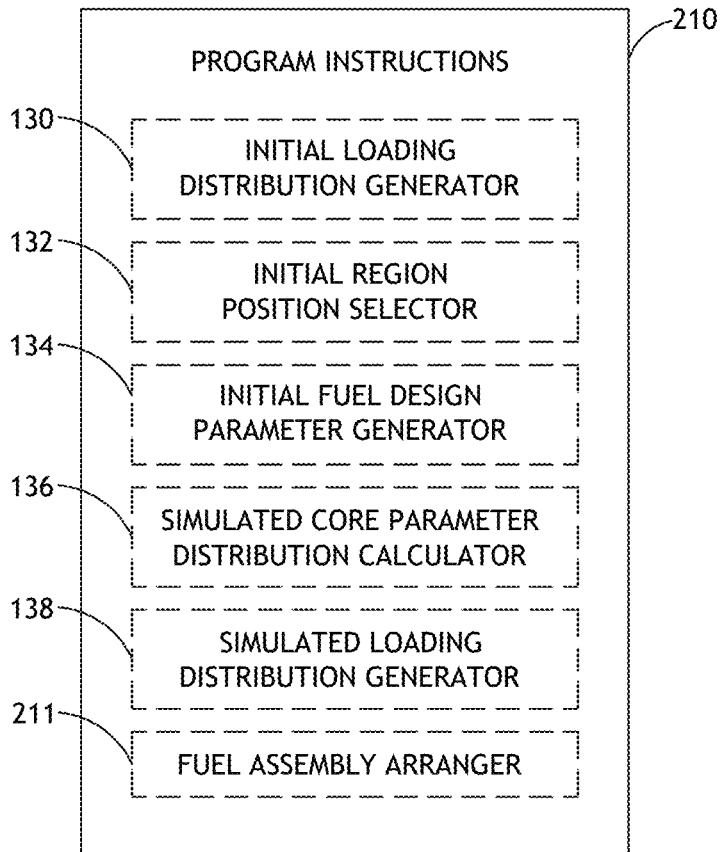 210
PROGRAM INSTRUCTIONS
130
INITIAL LOADING
DISTRIBUTION GENERATOR
132
INITIAL REGION
POSITION SELECTOR
134
INITIAL FUEL DESIGN
PARAMETER GENERATOR
136
SIMULATED CORE PARAMETER
DISTRIBUTION CALCULATOR
138
SIMULATED LOADING
DISTRIBUTION GENERATOR
211
FUEL ASSEMBLY ARRANGER